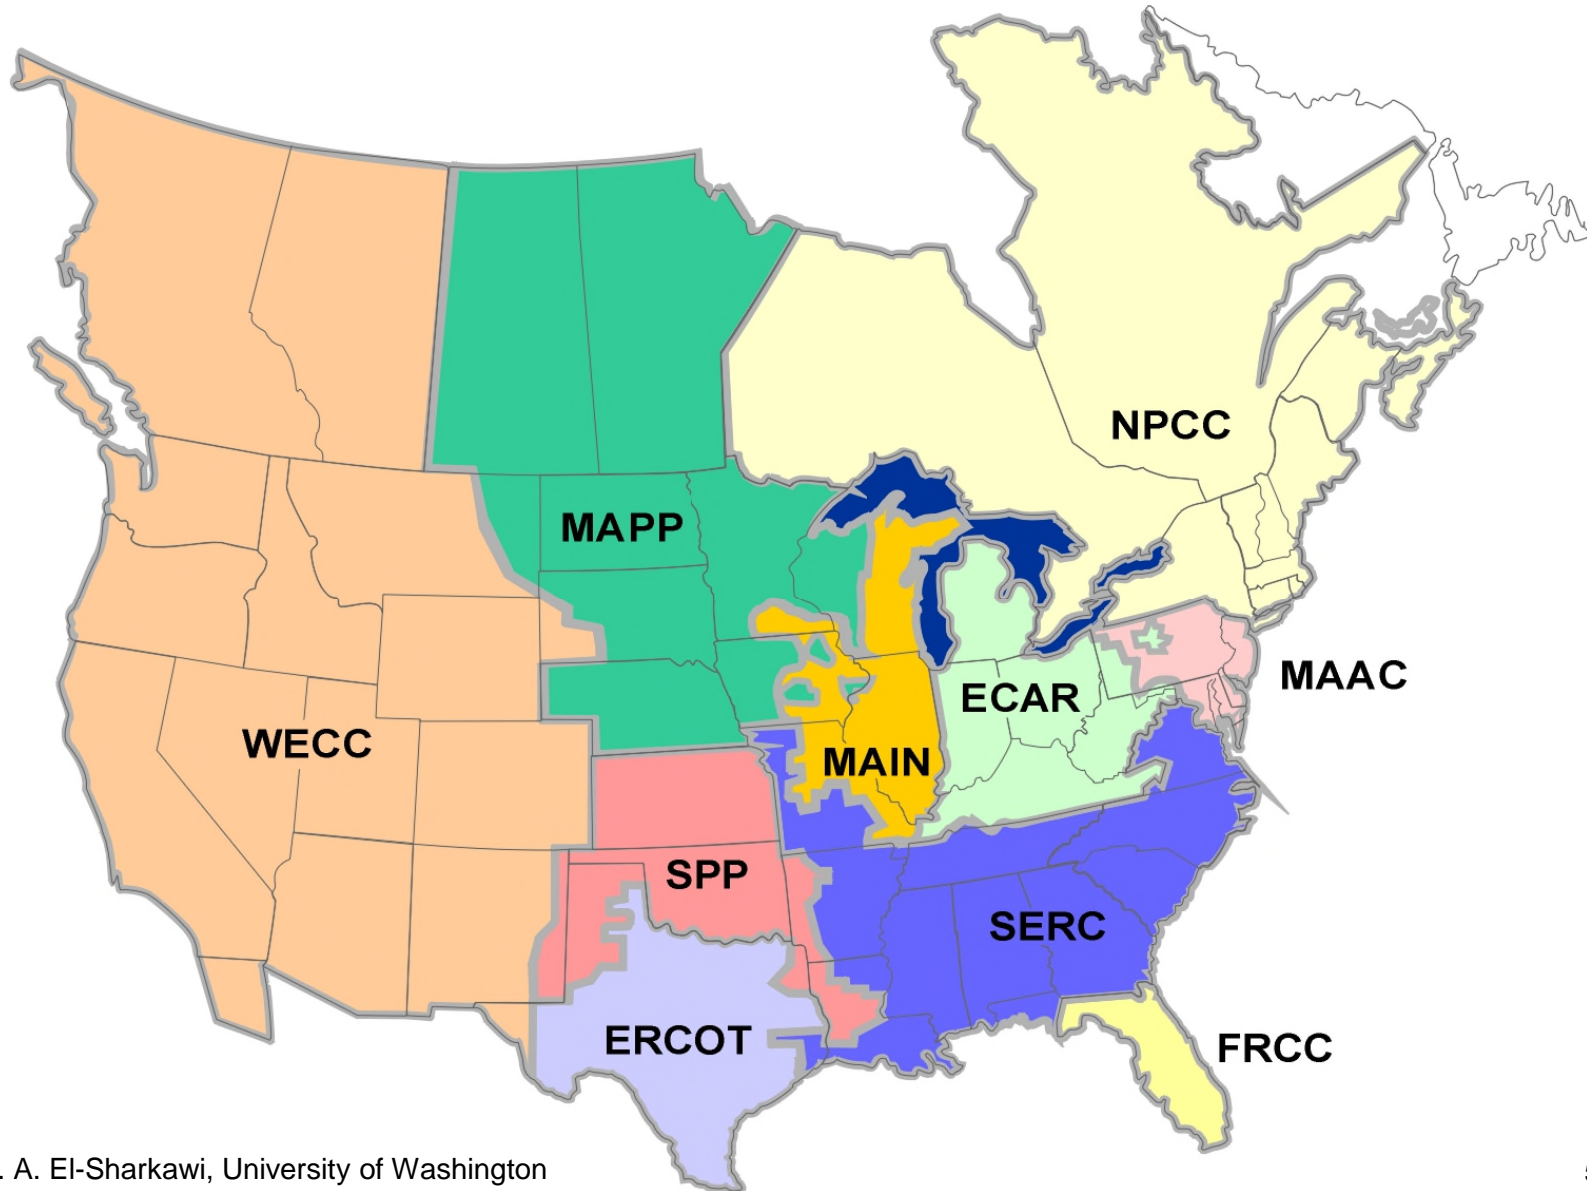 NPCC
MAPP
MAAC
ECAR
WECC
MAIN
SPP
SERC
ERCOT
FRCC
. A. El-Sharkawi, University of Washington